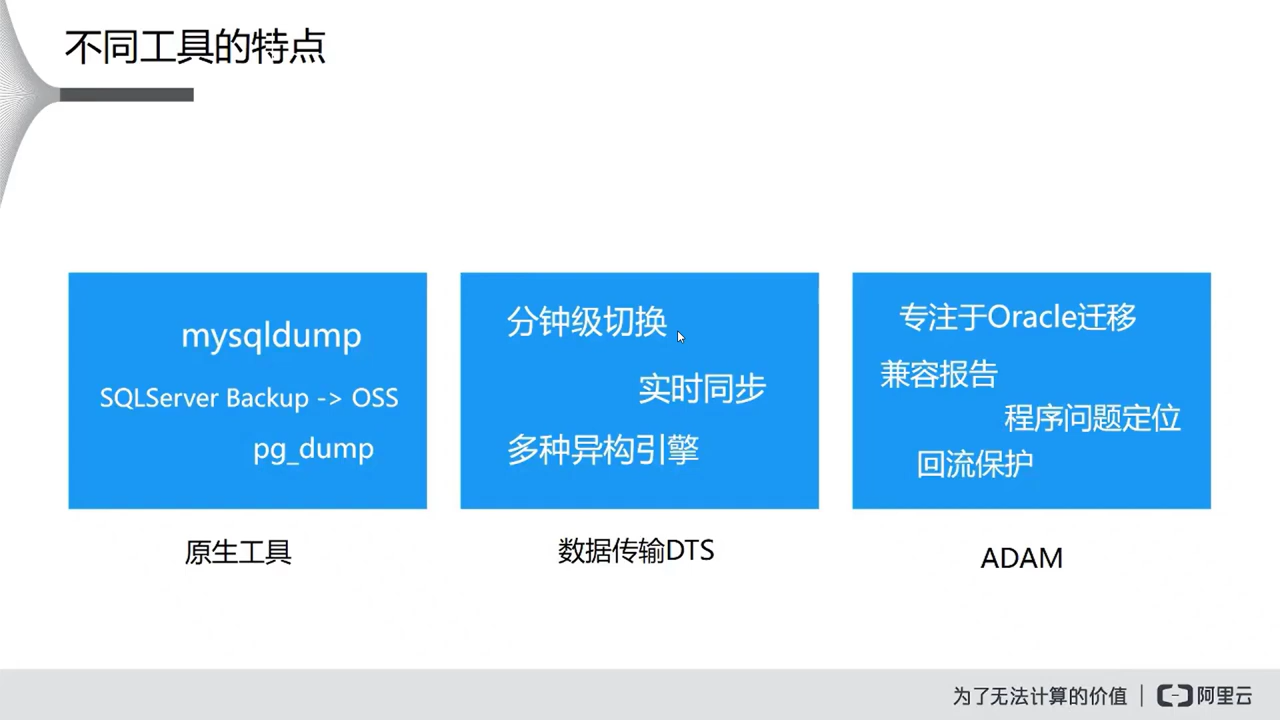 不同工具的特点
mysqldump
SQLServer Backup -> OSS
pg_dump
原生工具
分钟级切换
实时同步
多种异构引擎
数据传输DTS
专注于Oracle迁移
兼容报告
程序问题定位
回流保护
ADAM
为了无法计算的价值 | 阿里云